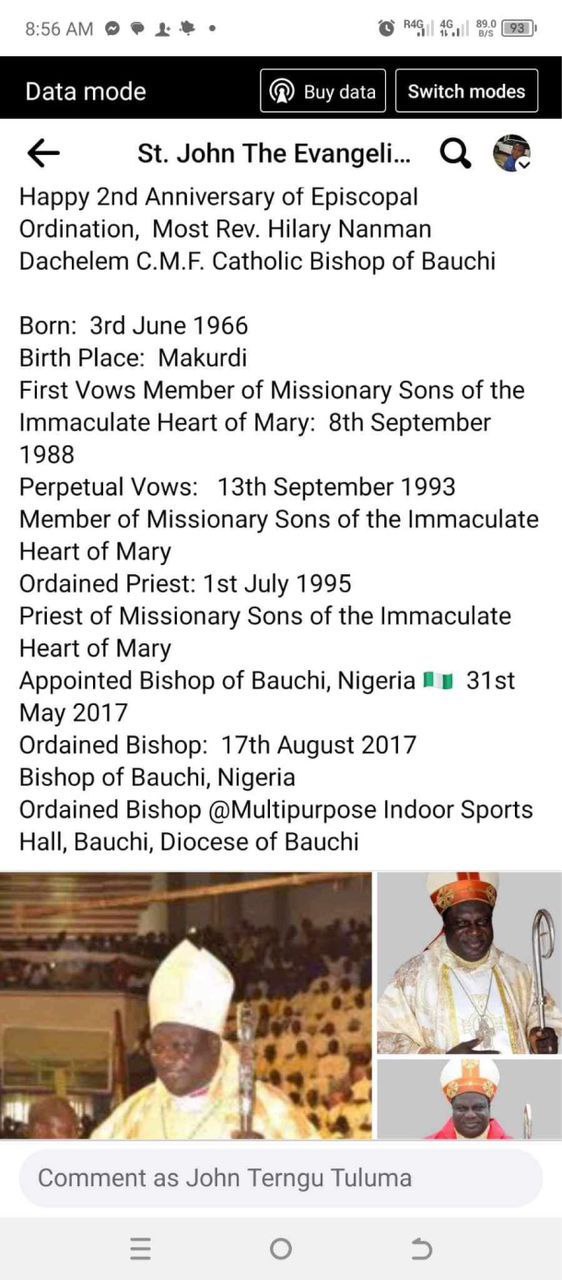 8:56 AM
R4G 4G 89.0 B/S 93
Data mode Buy data Switch modes
St. John The Evangeli...
Happy 2nd Anniversary of Episcopal
Ordination, Most Rev. Hilary Nanman
Dachelem C.M.F. Catholic Bishop of Bauchi
Born: 3rd June 1966
Birth Place: Makurdi
First Vows Member of Missionary Sons of the
Immaculate Heart of Mary: 8th September
1988
Perpetual Vows: 13th September 1993
Member of Missionary Sons of the Immaculate
Heart of Mary
Ordained Priest: 1st July 1995
Priest of Missionary Sons of the Immaculate
Heart of Mary
Appointed Bishop of Bauchi, Nigeria 🇳🇬 31st
May 2017
Ordained Bishop: 17th August 2017
Bishop of Bauchi, Nigeria
Ordained Bishop @Multipurpose Indoor Sports
Hall, Bauchi, Diocese of Bauchi
Comment as John Terngu Tuluma